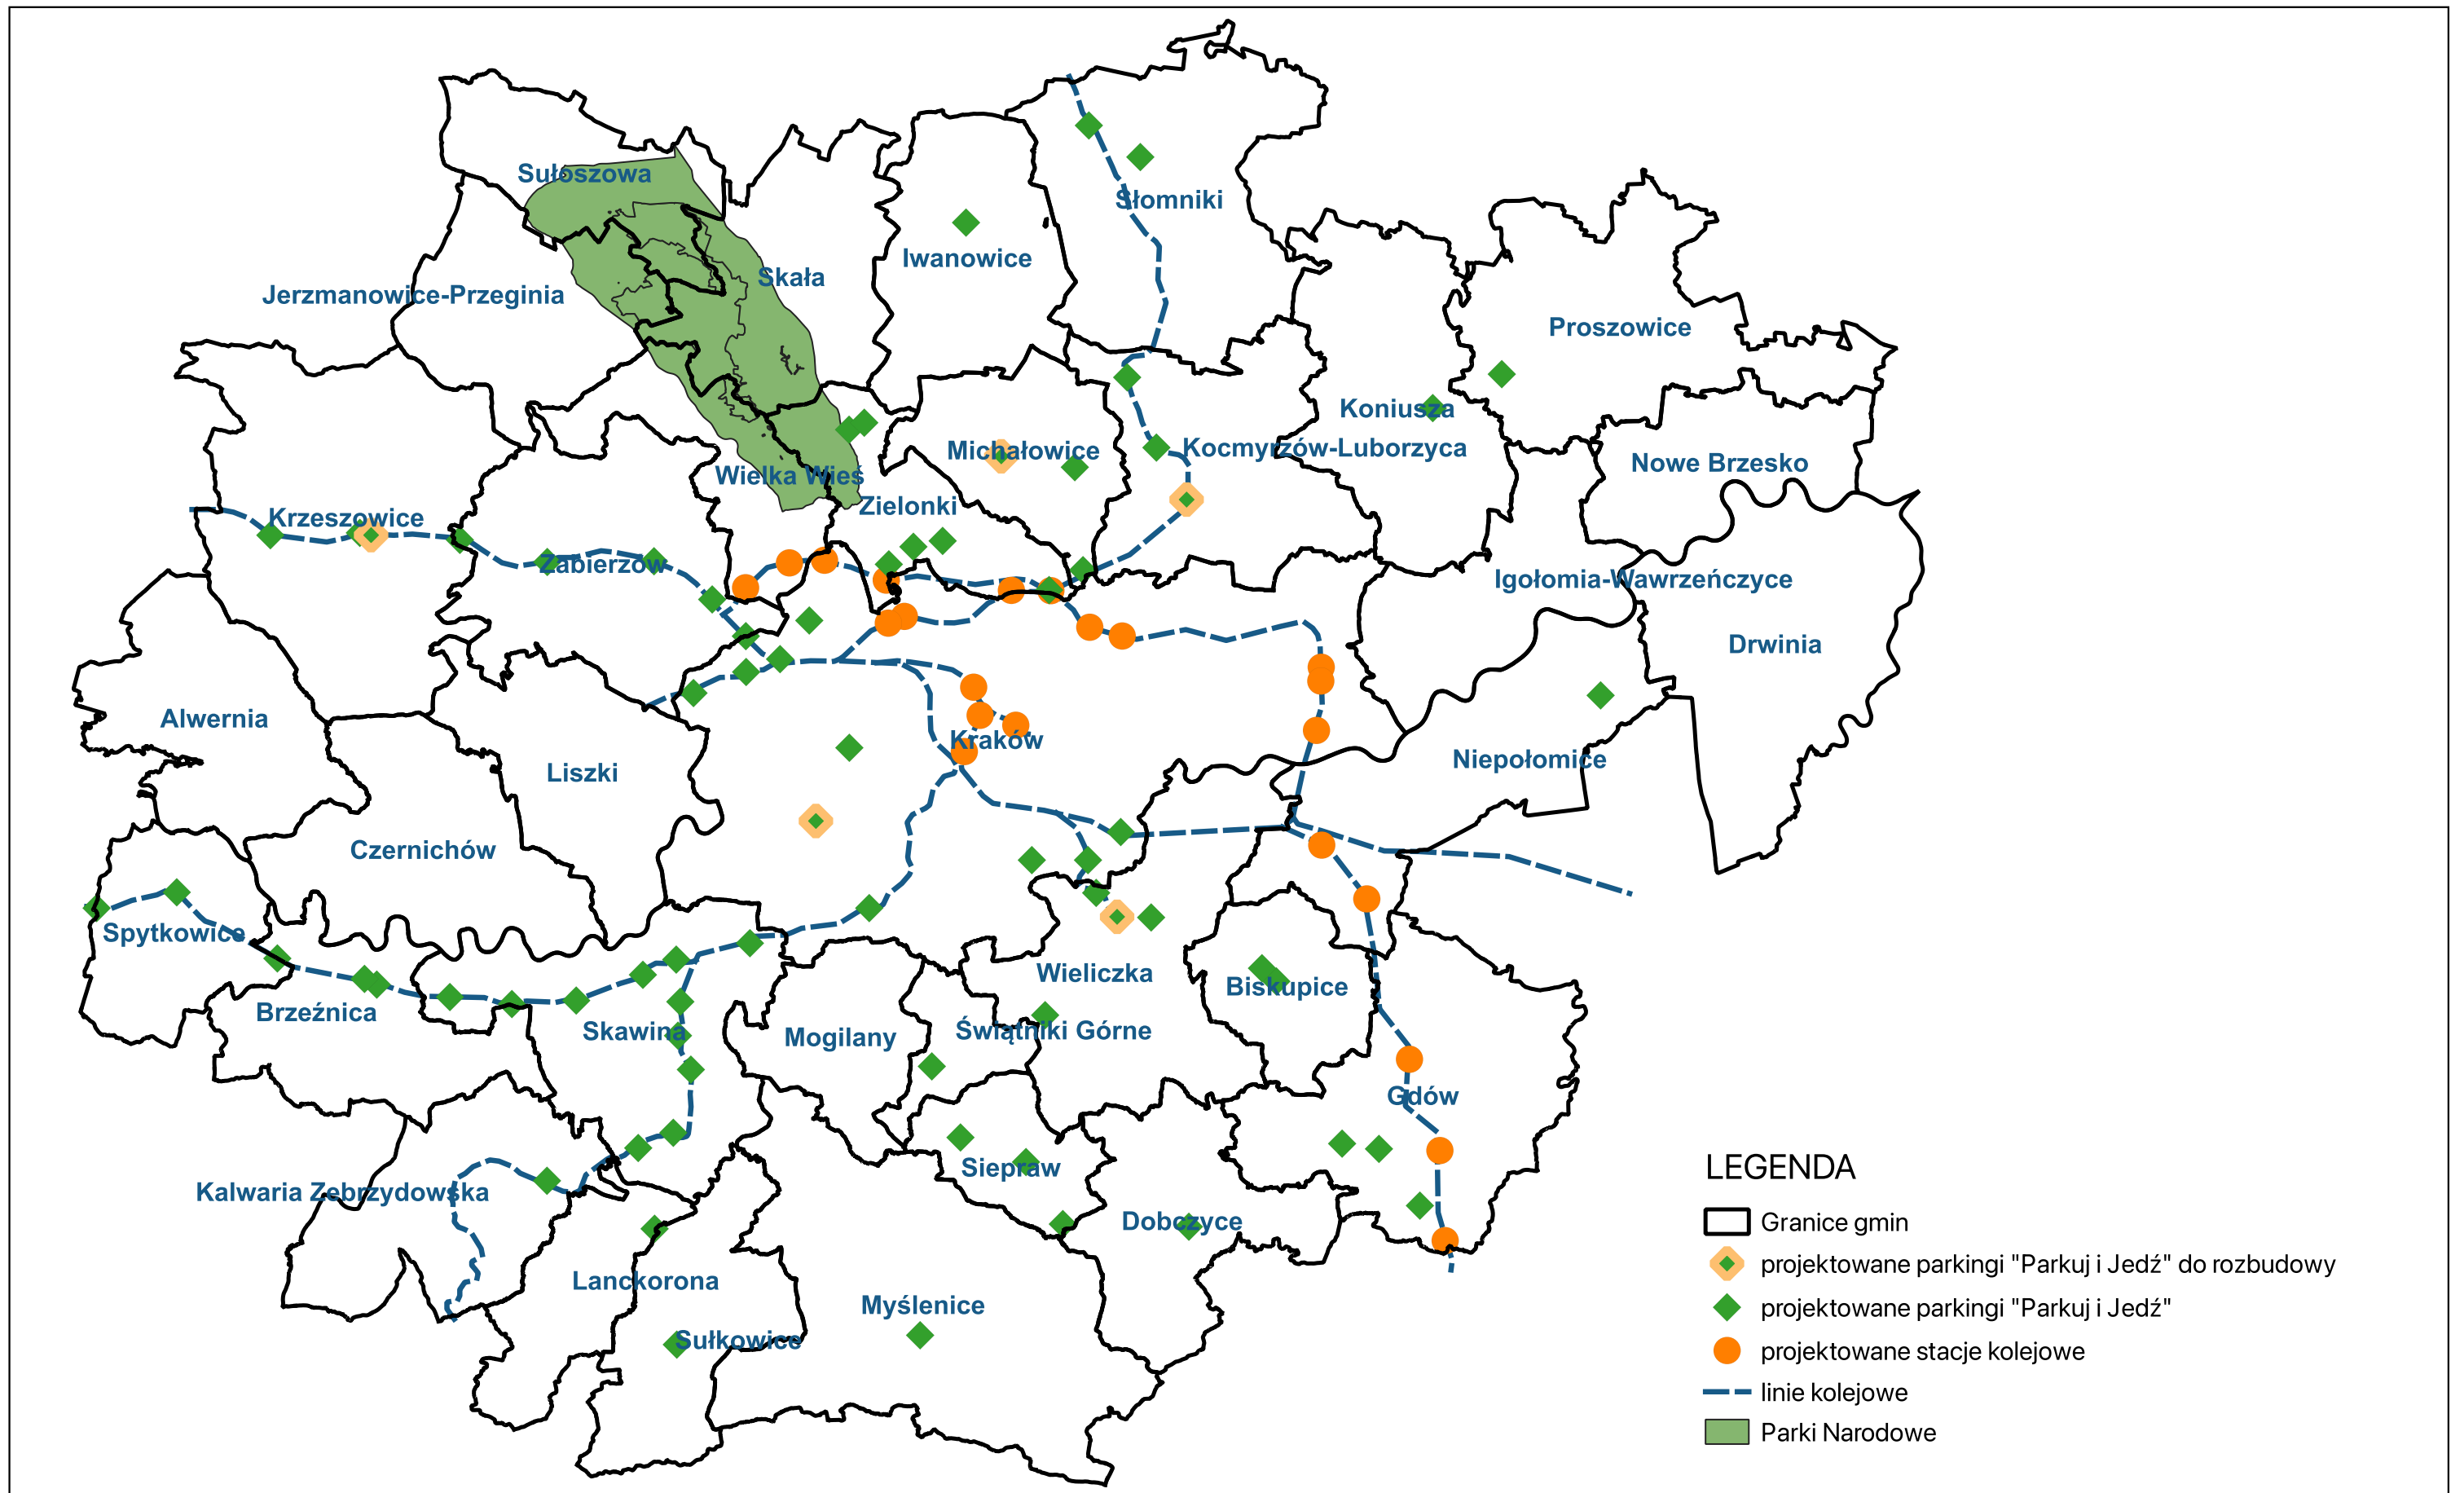 Sułoszowa
Słomniki
Iwanowice
Skała
Jerzmanowice-Przeginia
Proszowice
Koniusza
Michałowice
Kocmyrzów-Luborzyca
Nowe Brzesko
Wielka Wieś
Zielonki
Krzeszowice
Zabierzów
Igołomia-Wawrzeńczyce
Drwinia
Alwernia
Kraków
Niepołomice
Liszki
Czernichów
Spytkowice
Wieliczka
Biskupice
Brzeźnica
Skawina
Mogilany
Świątniki Górne
Gdów
Siepraw
Kalwaria Zebrzydowska
Dobczyce
Lanckorona
Myślenice
Sułkowice
LEGENDA
Granice gmin
projektowane parkingi "Parkuj i Jedź" do rozbudowy
projektowane parkingi "Parkuj i Jedź"
projektowane stacje kolejowe
linie kolejowe
Parki Narodowe